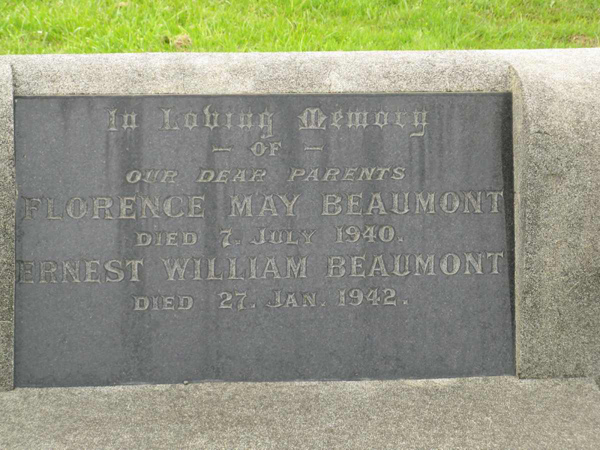 In Loving Memory
– OF –
OUR DEAR PARENTS
FLORENCE MAY BEAUMONT
DIED 7. JULY 1940.
ERNEST WILLIAM BEAUMONT
DIED 27. JAN. 1942.